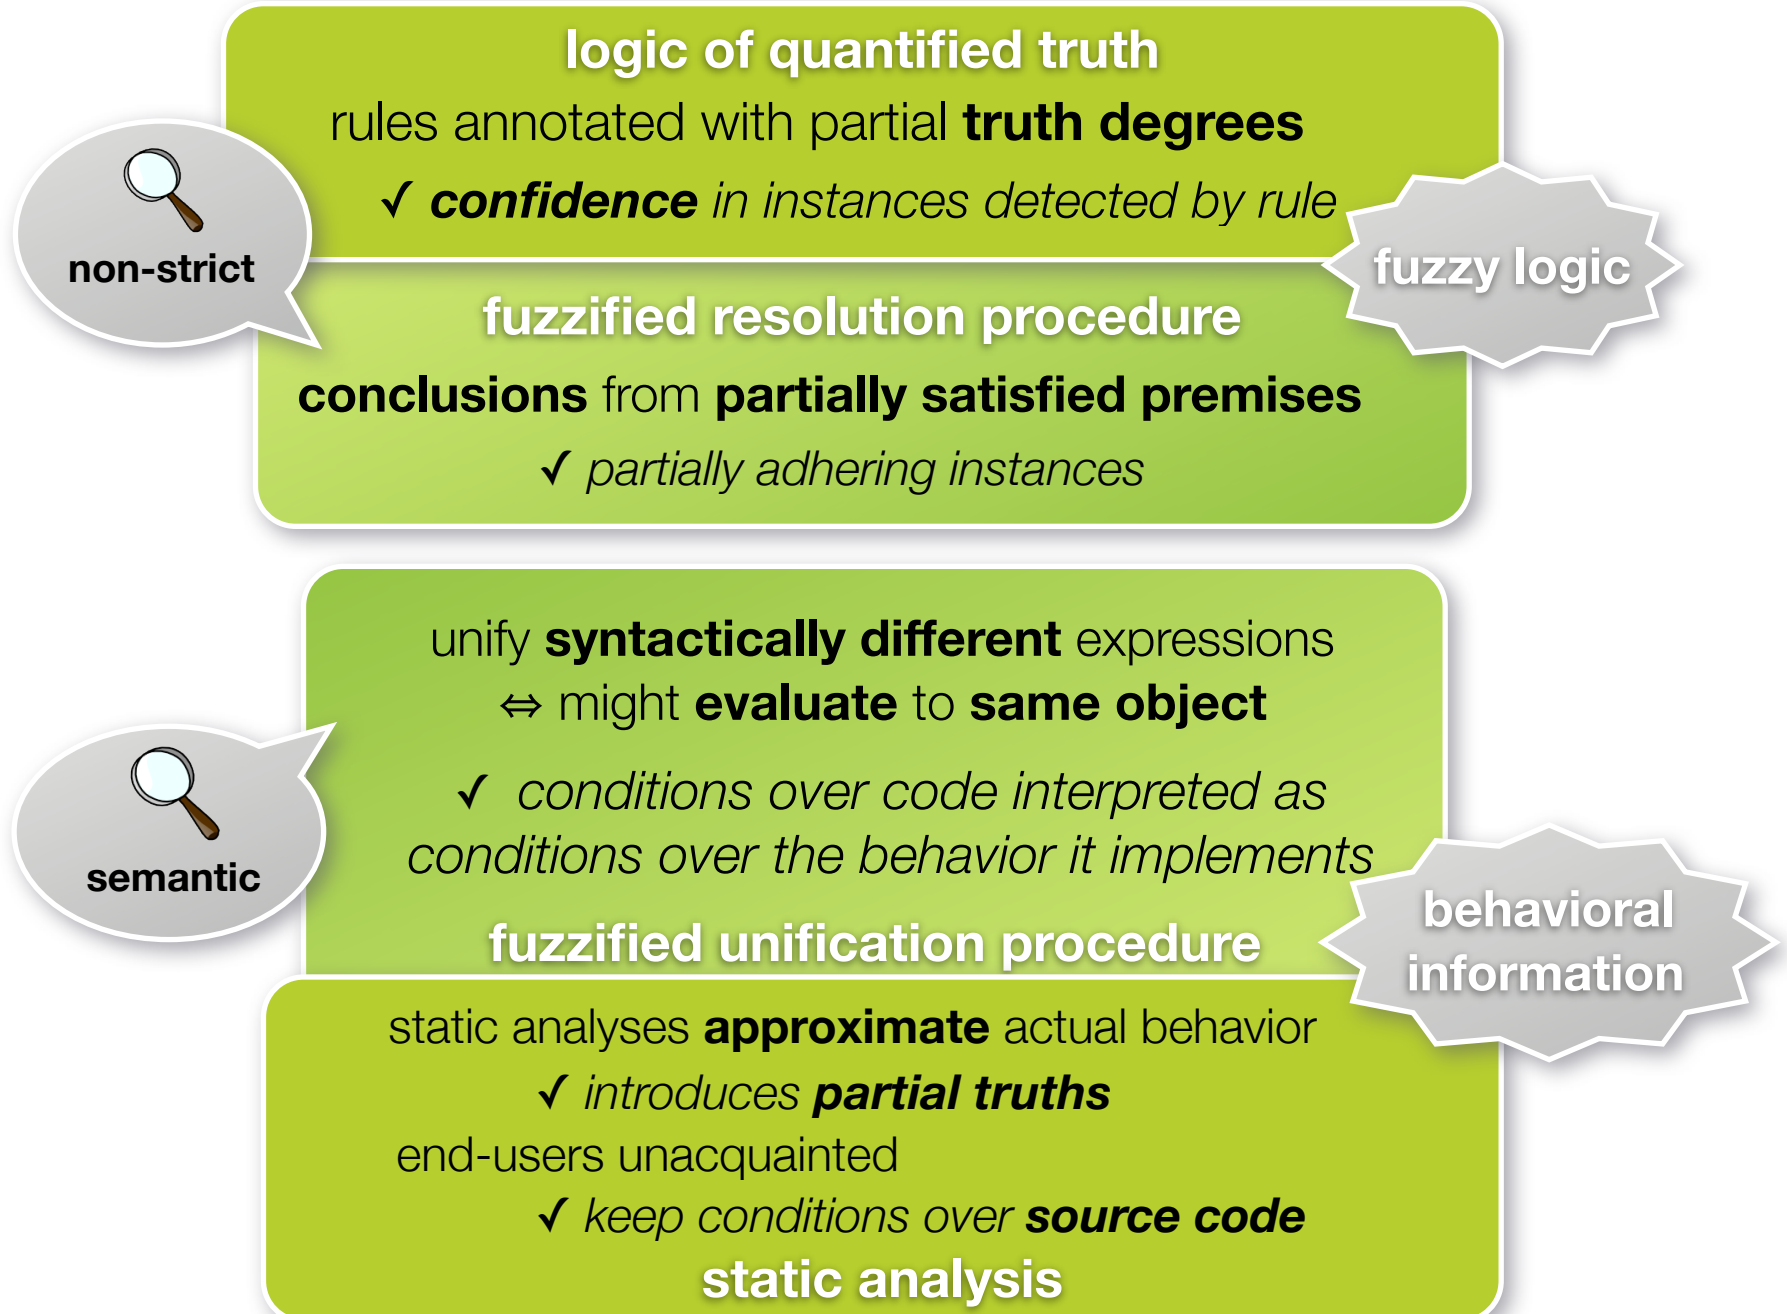 logic of quantified truth
rules annotated with partial truth degrees
✓ confidence in instances detected by rule
non-strict
fuzzy logic
fuzzified resolution procedure
conclusions from partially satisfied premises
✓ partially adhering instances
unify syntactically different expressions
⇔ might evaluate to same object
✓ conditions over code interpreted as
conditions over the behavior it implements
semantic
behavioral
information
fuzzified unification procedure
static analyses approximate actual behavior
✓ introduces partial truths
end-users unacquainted
✓ keep conditions over source code
static analysis